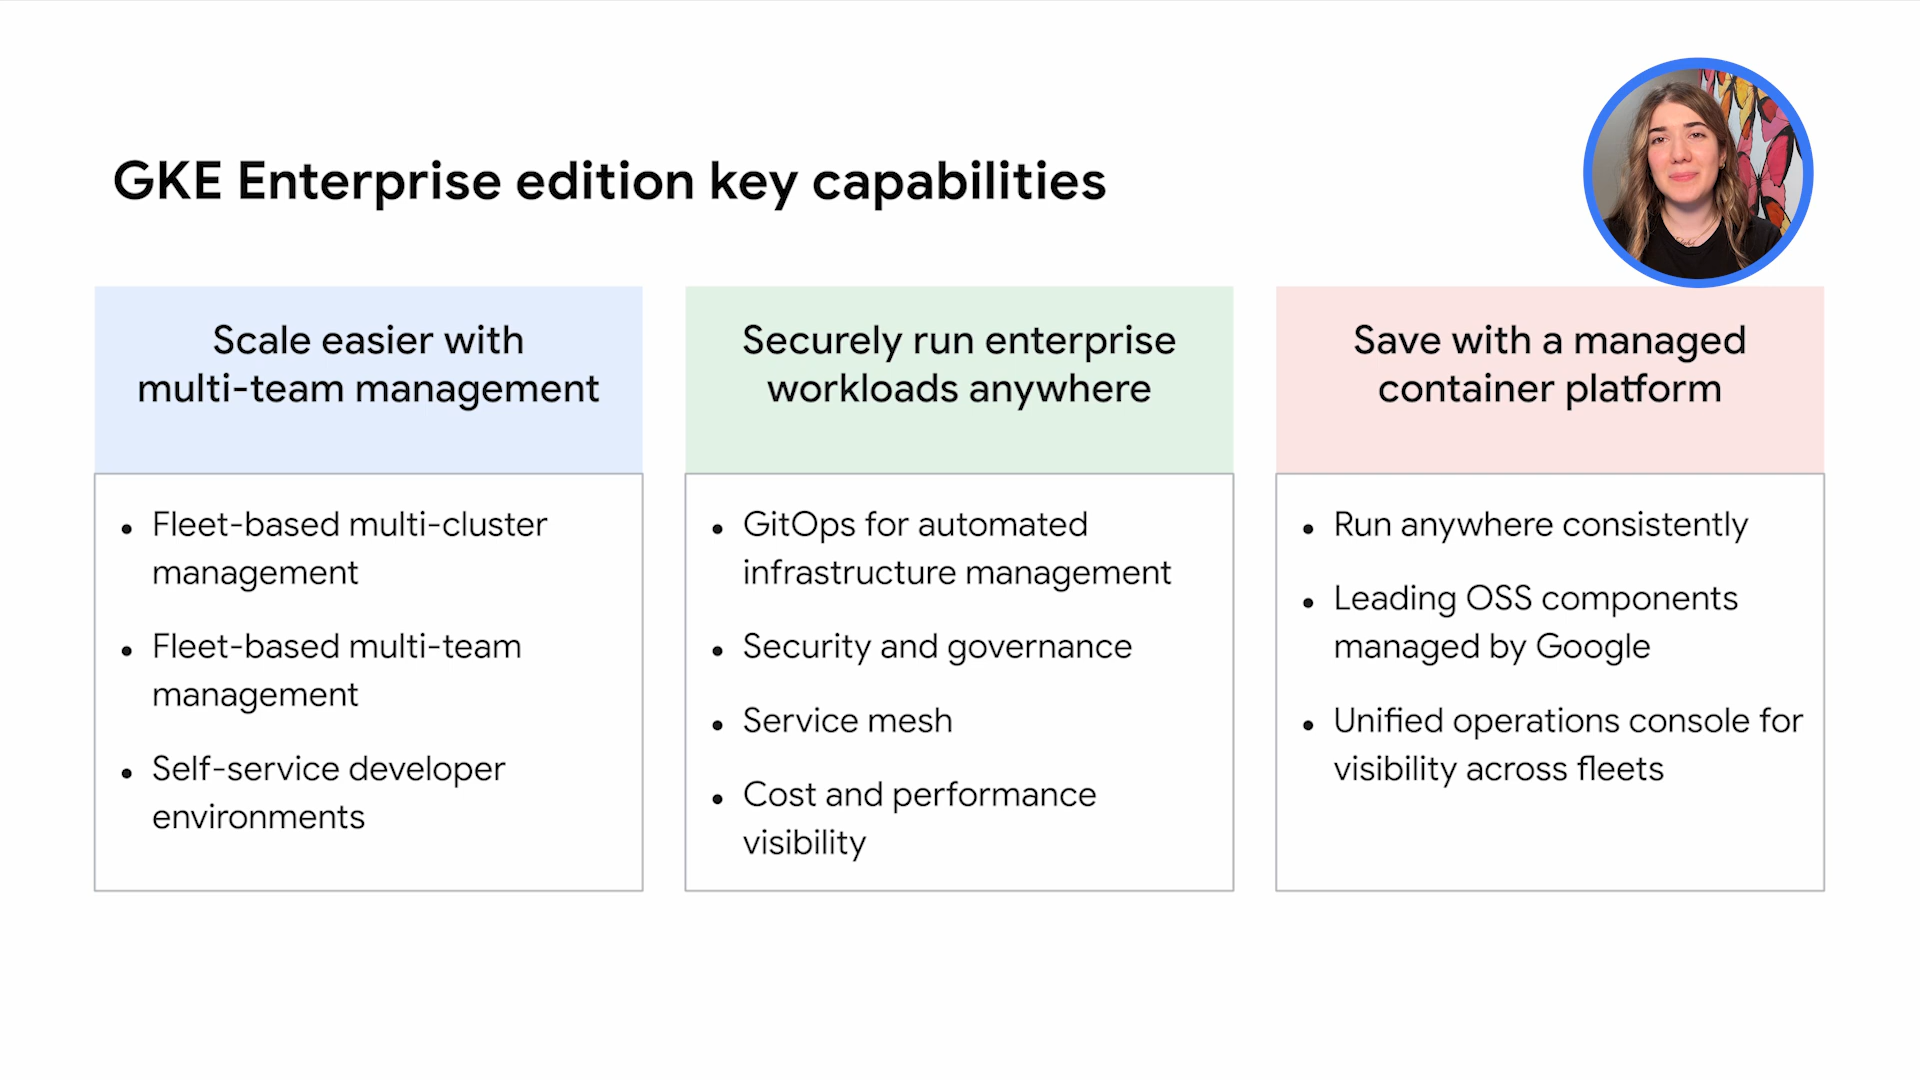 GKE Enterprise edition key capabilities
Scale easier with
multi-team management
• Fleet-based multi-cluster
management
• Fleet-based multi-team
management
• Self-service developer
environments
Securely run enterprise
workloads anywhere
• GitOps for automated
infrastructure management
• Security and governance
• Service mesh
• Cost and performance
visibility
Save with a managed
container platform
• Run anywhere consistently
• Leading OSS components
managed by Google
• Unified operations console for
visibility across fleets